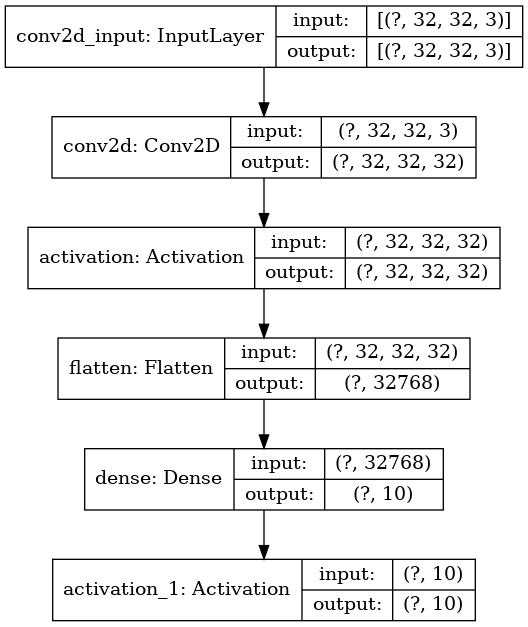 conv2d_input: InputLayer
input: [(?, 32, 32, 3)]
output: [(?, 32, 32, 3)]
conv2d: Conv2D
input: (?, 32, 32, 3)
output: (?, 32, 32, 32)
activation: Activation
input: (?, 32, 32, 32)
output: (?, 32, 32, 32)
flatten: Flatten
input: (?, 32, 32, 32)
output: (?, 32768)
dense: Dense
input: (?, 32768)
output: (?, 10)
activation_1: Activation
input: (?, 10)
output: (?, 10)